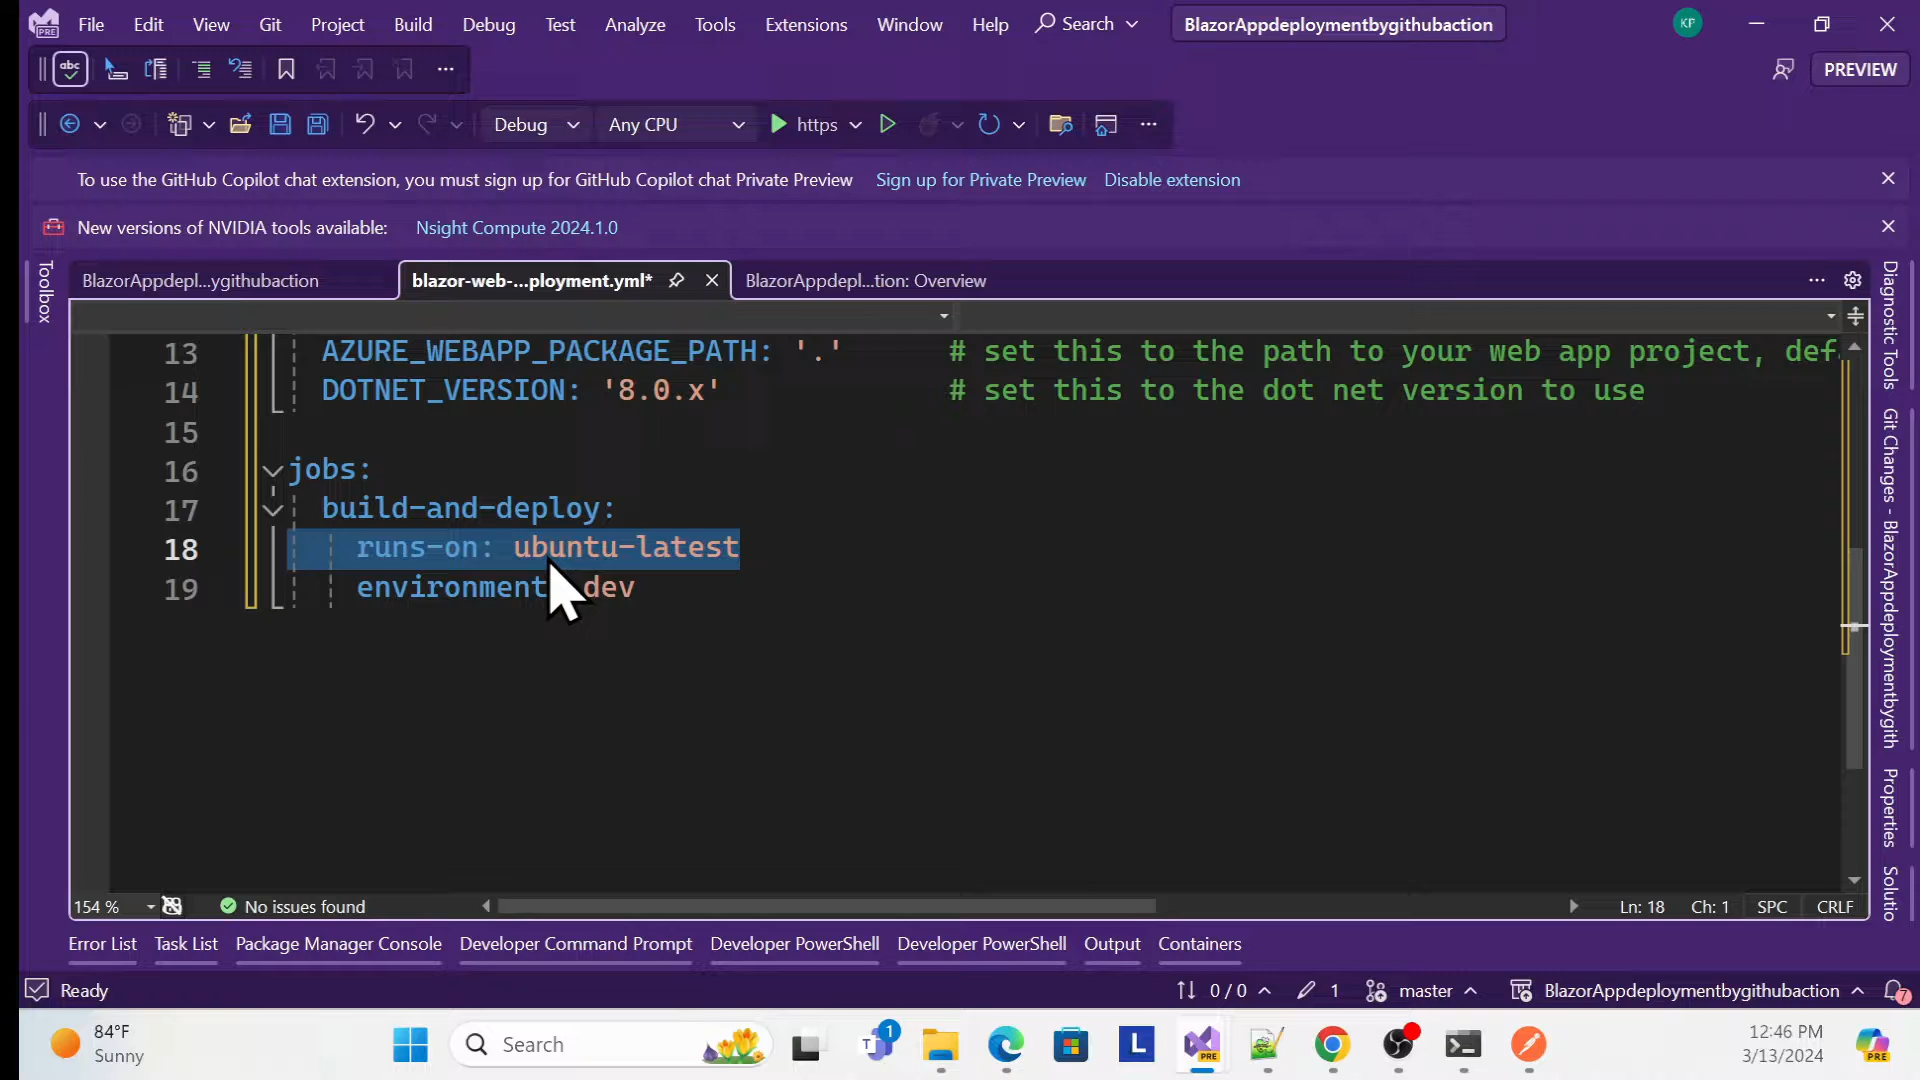 File Edit View Git Project Build Debug Test Analyze Tools Extensions Window Help Search BlazorAppdeploymentbygithubaction KP
PRE
abc PREVIEW
Debug Any CPU https
To use the GitHub Copilot chat extension, you must sign up for GitHub Copilot chat Private Preview Sign up for Private Preview Disable extension
New versions of NVIDIA tools available: Nsight Compute 2024.1.0
Toolbox
BlazorAppdepl...ygithubaction blazor-web-...ployment.yml* BlazorAppdepl...tion: Overview
13 AZURE_WEBAPP_PACKAGE_PATH: '.' # set this to the path to your web app project, def
14 DOTNET_VERSION: '8.0.x' # set this to the dot net version to use
15
16 jobs:
17 build-and-deploy:
18 runs-on: ubuntu-latest
19 environment dev
Diagnostic Tools
Git Changes - BlazorAppdeploymentbygith
Properties
Solutio
154 % No issues found Ln: 18 Ch: 1 SPC CRLF
Error List Task List Package Manager Console Developer Command Prompt Developer PowerShell Developer PowerShell Output Containers
Ready 0 / 0 1 master BlazorAppdeploymentbygithubaction 7
84°F
Sunny
Search
1
L
PRE
12:46 PM
3/13/2024
PRE